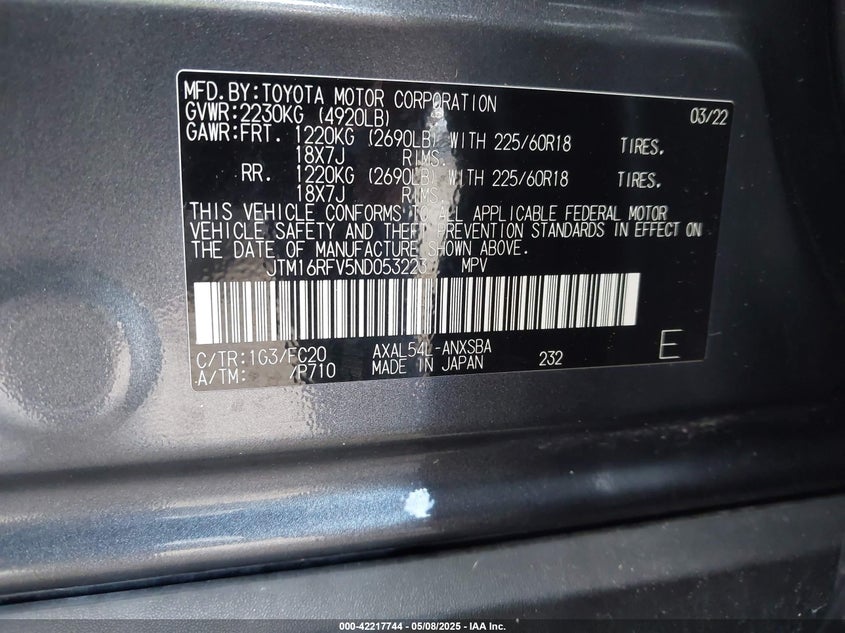 MFD.BY:TOYOTA MOTOR CORPORATION 03/22
GVWR:2230KG (4920LB)
GAWR:FRT. 1220KG (2690LB) WITH 225/60R18 TIRES.
18X7J RIMS.
RR. 1220KG (2690LB) WITH 225/60R18 TIRES.
18X7J RIMS.
THIS VEHICLE CONFORMS TO ALL APPLICABLE FEDERAL MOTOR
VEHICLE SAFETY AND THEFT PREVENTION STANDARDS IN EFFECT ON
THE DATE OF MANUFACTURE SHOWN ABOVE.
JTM16RFV5ND053223 MPV
C/TR:1G3/FC20 AXAL54L-ANXSBA
A/TM: /P710 MADE IN JAPAN 232 E
000-42217744 — 05/08/2025 — IAA Inc.